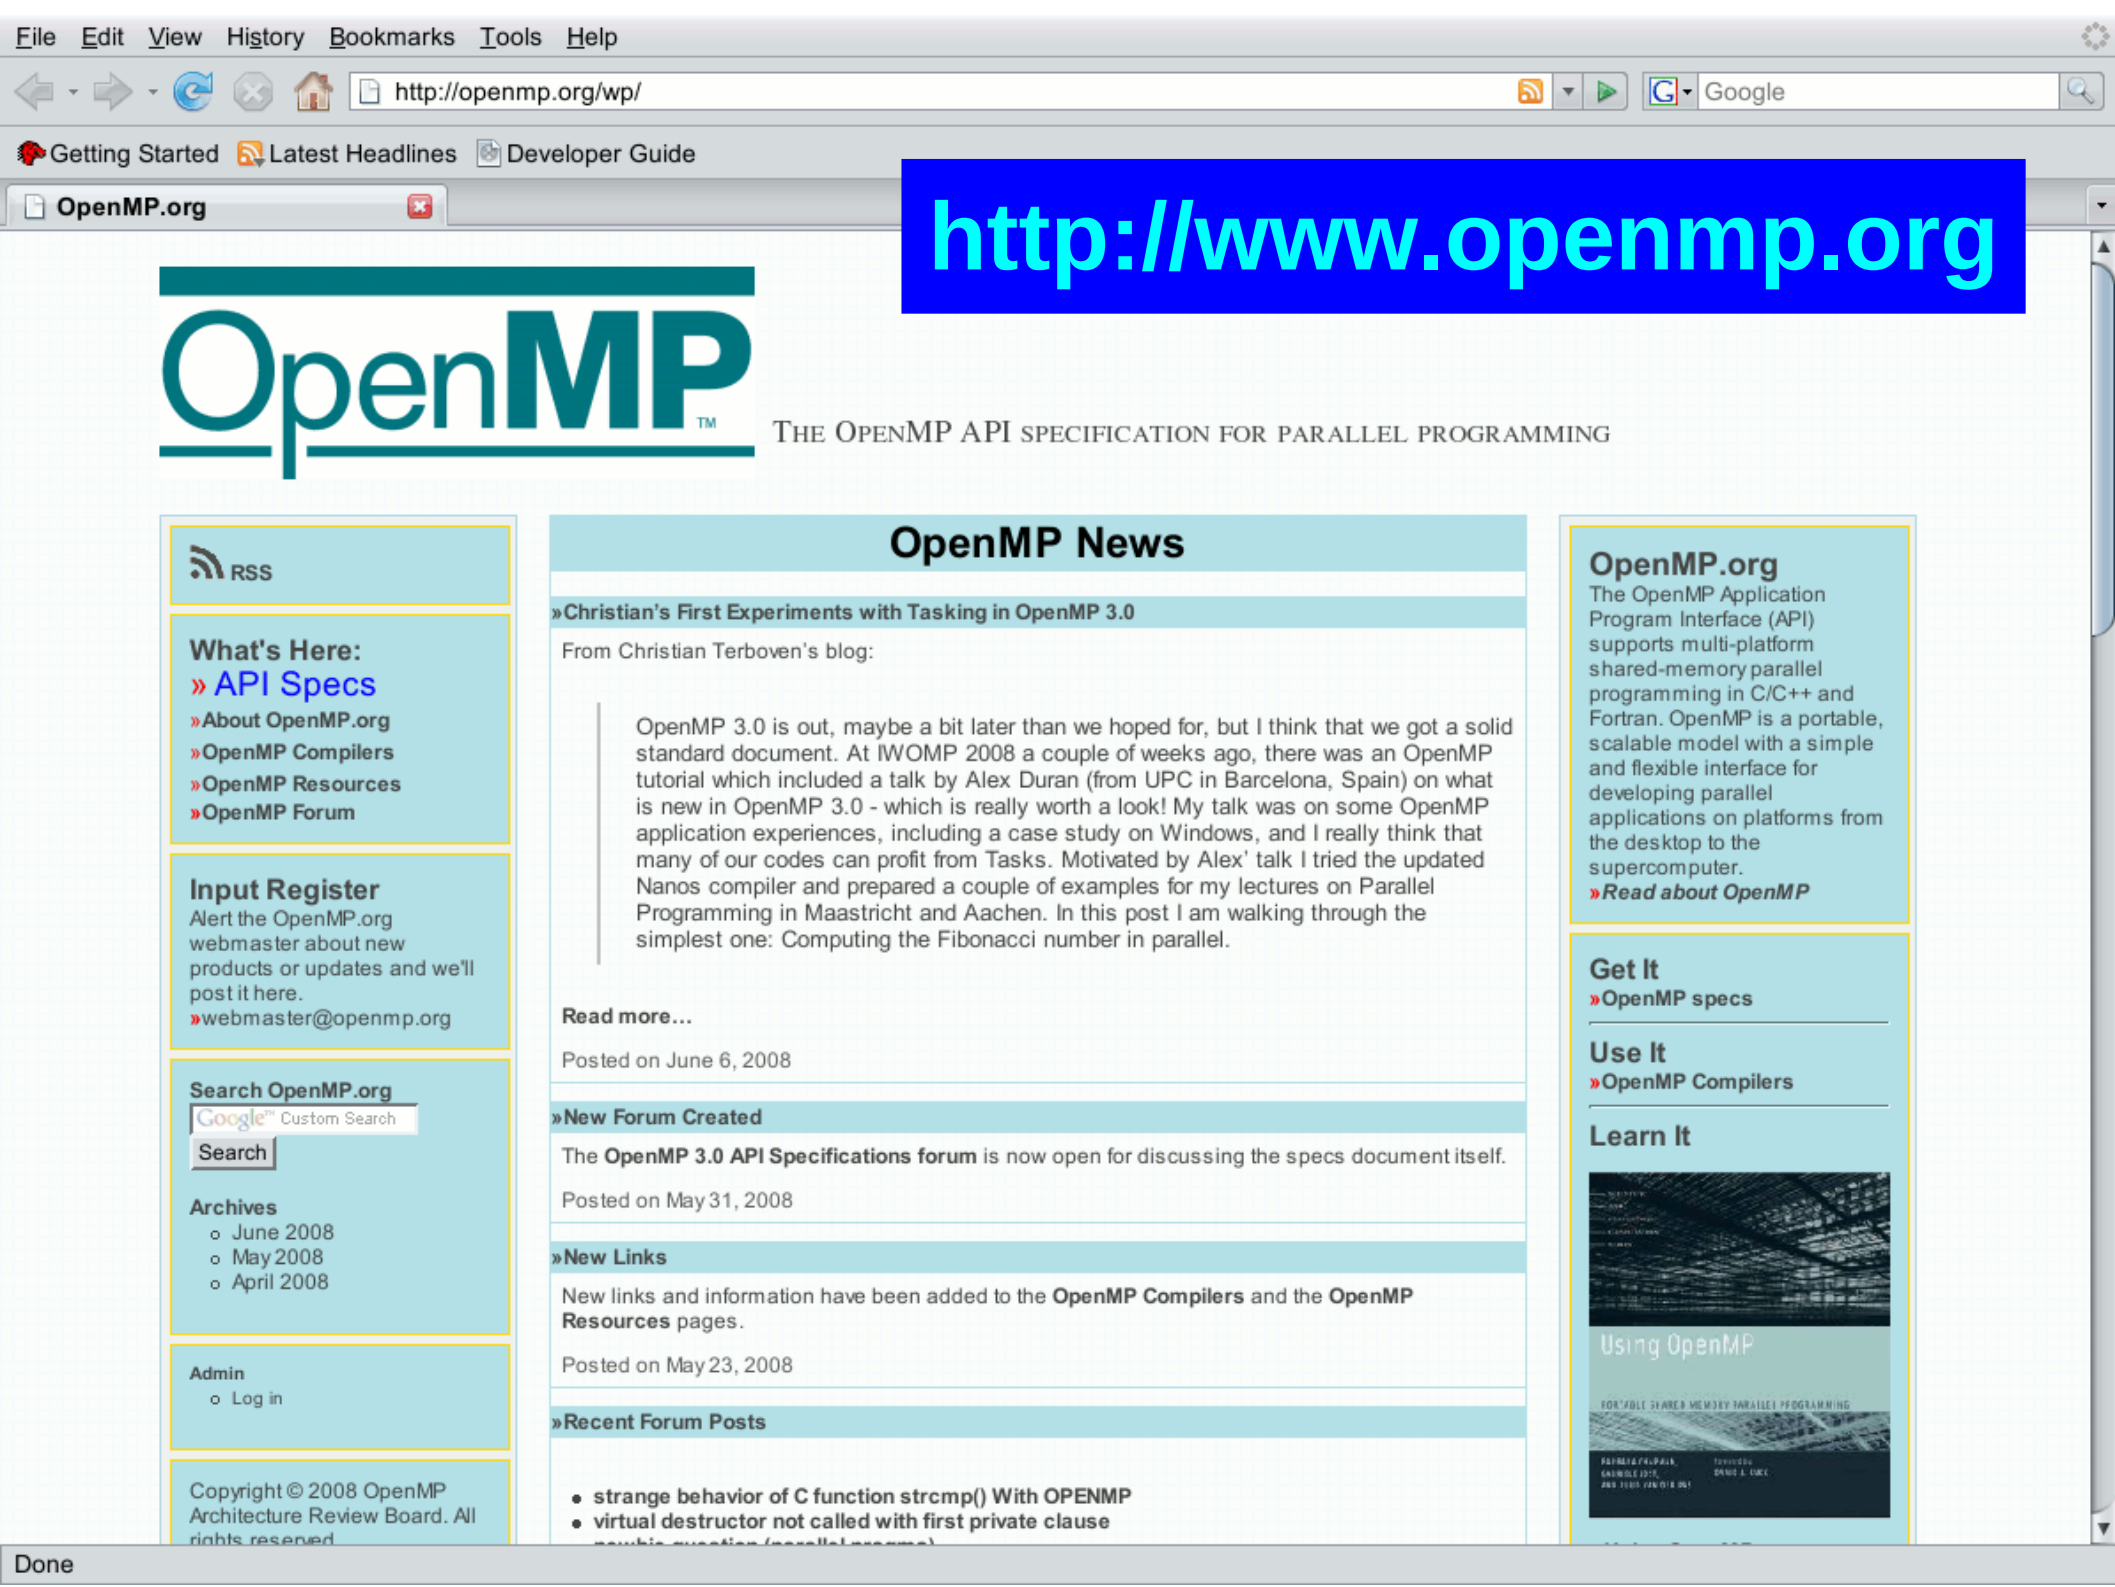 File Edit View History Bookmarks Tools Help
http://openmp.org/wp/
G Google
Getting Started Latest Headlines Developer Guide
OpenMP.org
http://www.openmp.org
OpenMP™
THE OPENMP API SPECIFICATION FOR PARALLEL PROGRAMMING
RSS
What's Here:
» API Specs
»About OpenMP.org
»OpenMP Compilers
»OpenMP Resources
»OpenMP Forum
Input Register
Alert the OpenMP.org
webmaster about new
products or updates and we'll
post it here.
»webmaster@openmp.org
Search OpenMP.org
Google™ Custom Search
Search
Archives
June 2008
May 2008
April 2008
Admin
Log in
Copyright © 2008 OpenMP
Architecture Review Board. All
rights reserved
OpenMP News
»Christian's First Experiments with Tasking in OpenMP 3.0
From Christian Terboven's blog:
OpenMP 3.0 is out, maybe a bit later than we hoped for, but I think that we got a solid
standard document. At IWOMP 2008 a couple of weeks ago, there was an OpenMP
tutorial which included a talk by Alex Duran (from UPC in Barcelona, Spain) on what
is new in OpenMP 3.0 - which is really worth a look! My talk was on some OpenMP
application experiences, including a case study on Windows, and I really think that
many of our codes can profit from Tasks. Motivated by Alex' talk I tried the updated
Nanos compiler and prepared a couple of examples for my lectures on Parallel
Programming in Maastricht and Aachen. In this post I am walking through the
simplest one: Computing the Fibonacci number in parallel.
Read more...
Posted on June 6, 2008
»New Forum Created
The OpenMP 3.0 API Specifications forum is now open for discussing the specs document itself.
Posted on May 31, 2008
»New Links
New links and information have been added to the OpenMP Compilers and the OpenMP
Resources pages.
Posted on May 23, 2008
»Recent Forum Posts
strange behavior of C function strcmp() With OPENMP
virtual destructor not called with first private clause
newbie question (parallel pragma)
OpenMP.org
The OpenMP Application
Program Interface (API)
supports multi-platform
shared-memory parallel
programming in C/C++ and
Fortran. OpenMP is a portable,
scalable model with a simple
and flexible interface for
developing parallel
applications on platforms from
the desktop to the
supercomputer.
»Read about OpenMP
Get It
»OpenMP specs
Use It
»OpenMP Compilers
Learn It
Using OpenMP
PORTABLE SHARED MEMORY PARALLEL PROGRAMMING
Done